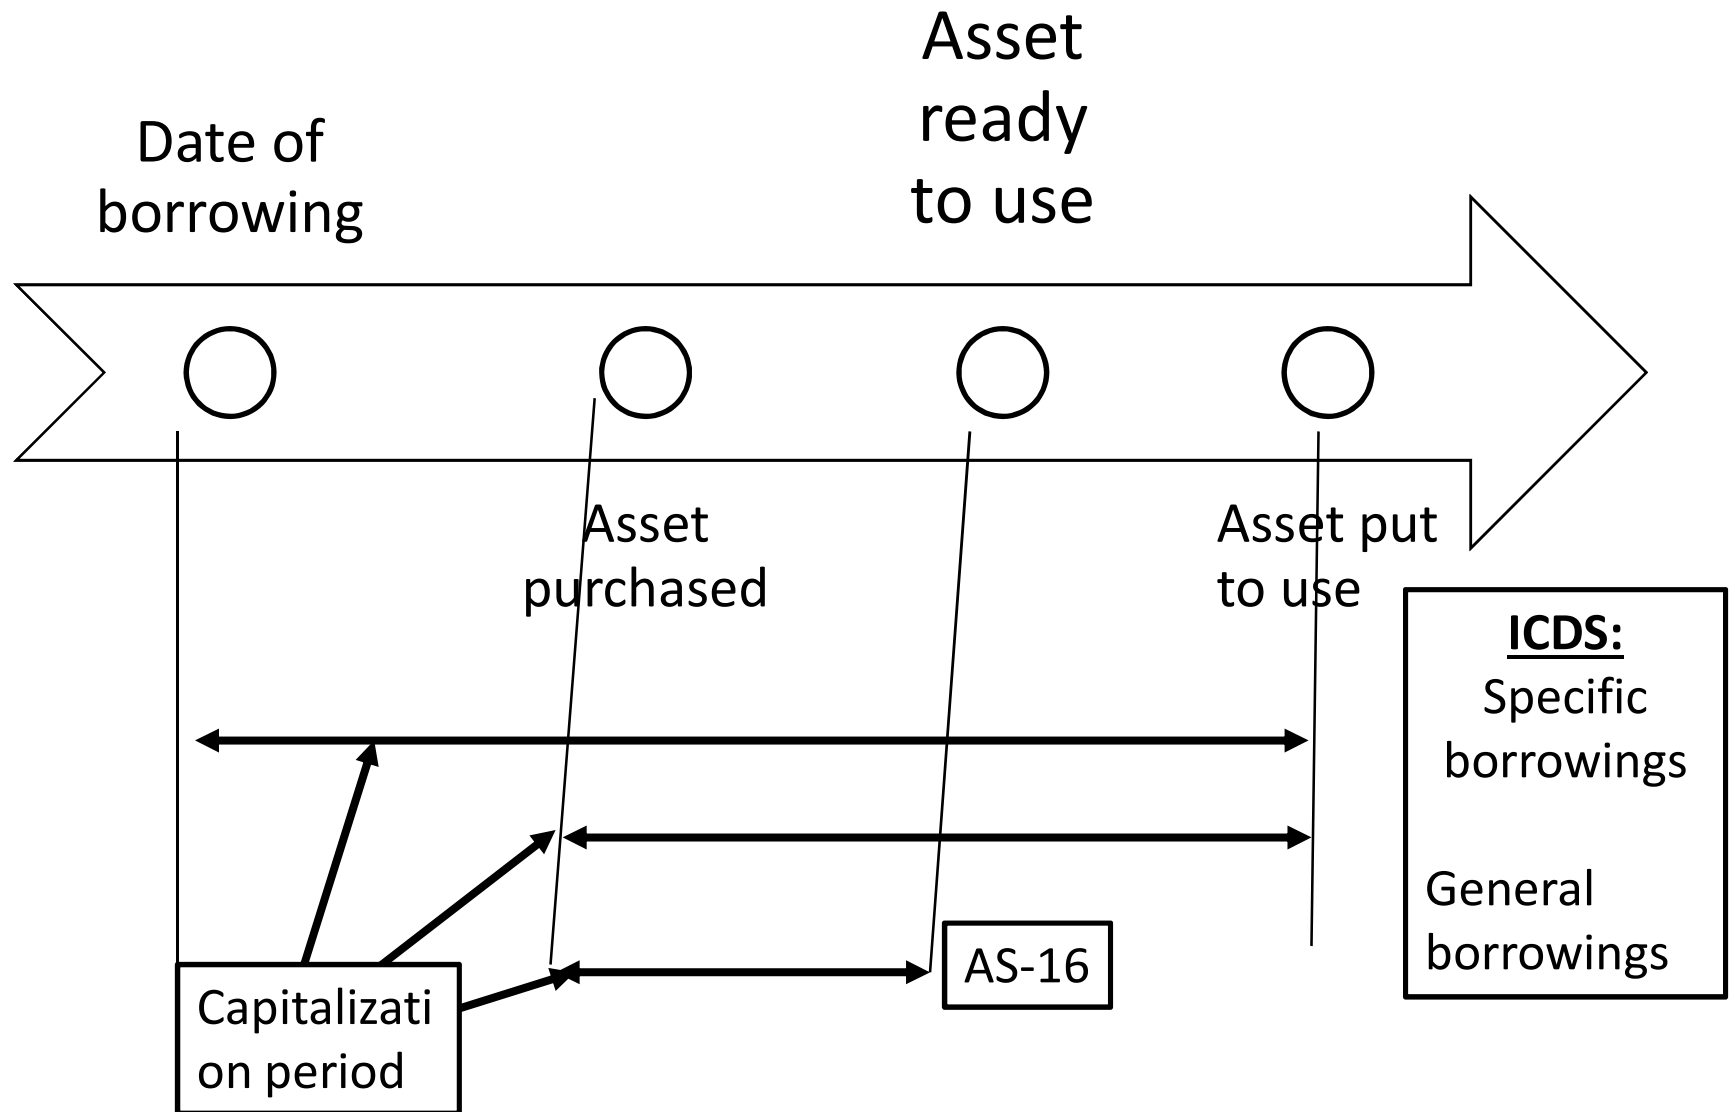 Asset
ready
to use
Date of
borrowing
Asset
purchased
Asset put
to use
ICDS:
Specific
borrowings
General
borrowings
AS-16
Capitalizati
on period